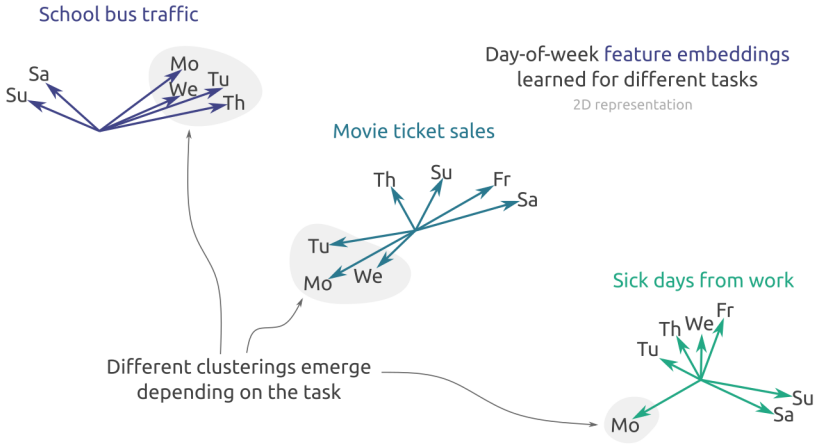 School bus traffic
Mo
Sa
Tu
We
Su
Th
Day-of-week feature embeddings
learned for different tasks
2D representation
Movie ticket sales
Th
Su
Fr
Sa
Tu
Mo
We
Sick days from work
Fr
Th
We
Tu
Su
Sa
Mo
Different clusterings emerge
depending on the task